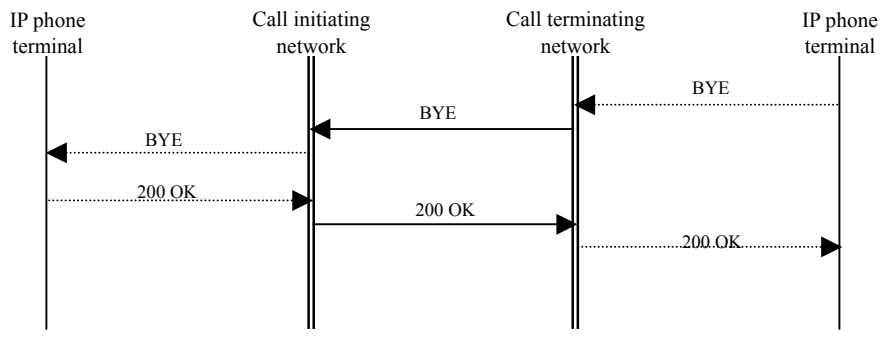 IP phone
terminal
Call initiating
network
Call terminating
network
IP phone
terminal
BYE
BYE
BYE
200 OK
200 OK
200 OK